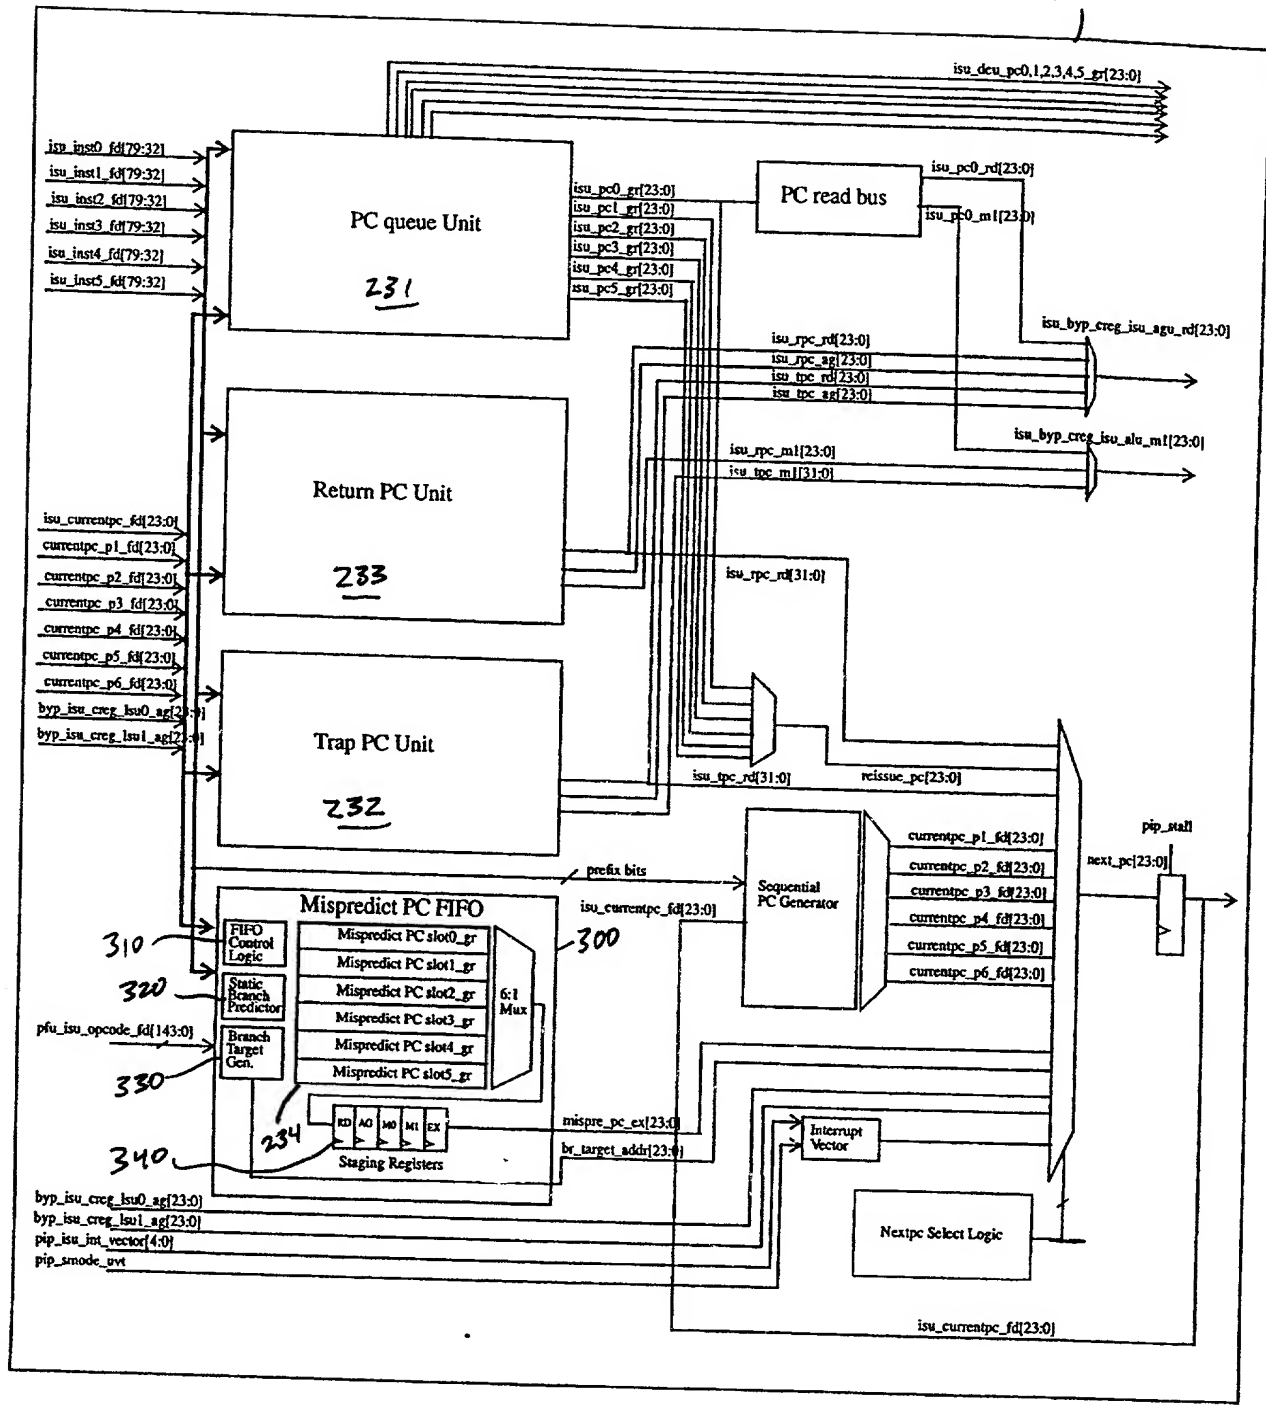 isu_dcu_pc0,1,2,3,4,5_gr[23:0]
isu_inst0_fd[79:32]
isu_inst1_fd[79:32]
isu_inst2_fd[79:32]
isu_inst3_fd[79:32]
isu_inst4_fd[79:32]
isu_inst5_fd[79:32]
PC queue Unit
231
isu_pc0_gr[23:0]
isu_pc1_gr[23:0]
isu_pc2_gr[23:0]
isu_pc3_gr[23:0]
isu_pc4_gr[23:0]
isu_pc5_gr[23:0]
PC read bus
isu_pc0_rd[23:0]
isu_pc0_m1[23:0]
isu_byp_creg_isu_agu_rd[23:0]
isu_rpc_rd[23:0]
isu_rpc_ag[23:0]
isu_tpc_rd[23:0]
isu_tpc_ag[23:0]
isu_byp_creg_isu_alu_m1[23:0]
isu_rpc_m1[23:0]
isu_tpc_m1[31:0]
Return PC Unit
233
isu_currentpc_fd[23:0]
currentpc_p1_fd[23:0]
currentpc_p2_fd[23:0]
currentpc_p3_fd[23:0]
currentpc_p4_fd[23:0]
currentpc_p5_fd[23:0]
currentpc_p6_fd[23:0]
byp_isu_creg_lsu0_ag[23:0]
byp_isu_creg_lsu1_ag[23:0]
isu_rpc_rd[31:0]
Trap PC Unit
232
isu_tpc_rd[31:0]
reissue_pc[23:0]
prefix bits
isu_currentpc_fd[23:0]
Sequential
PC Generator
currentpc_p1_fd[23:0]
currentpc_p2_fd[23:0]
currentpc_p3_fd[23:0]
currentpc_p4_fd[23:0]
currentpc_p5_fd[23:0]
currentpc_p6_fd[23:0]
next_pc[23:0]
pip_stall
Mispredict PC FIFO
300
310
FIFO
Control
Logic
320
Static
Branch
Predictor
pfu_isu_opcode_fd[143:0]
330
Branch
Target
Gen.
Mispredict PC slot0_gr
Mispredict PC slot1_gr
Mispredict PC slot2_gr
Mispredict PC slot3_gr
Mispredict PC slot4_gr
Mispredict PC slot5_gr
6:1
Mux
234
340
RD AG M0 M1 EX
Staging Registers
mispre_pc_ex[23:0]
br_target_addr[23:0]
Interrupt
Vector
byp_isu_creg_lsu0_ag[23:0]
byp_isu_creg_lsu1_ag[23:0]
pip_isu_int_vector[4:0]
pip_smode_uvt
Nextpc Select Logic
isu_currentpc_fd[23:0]